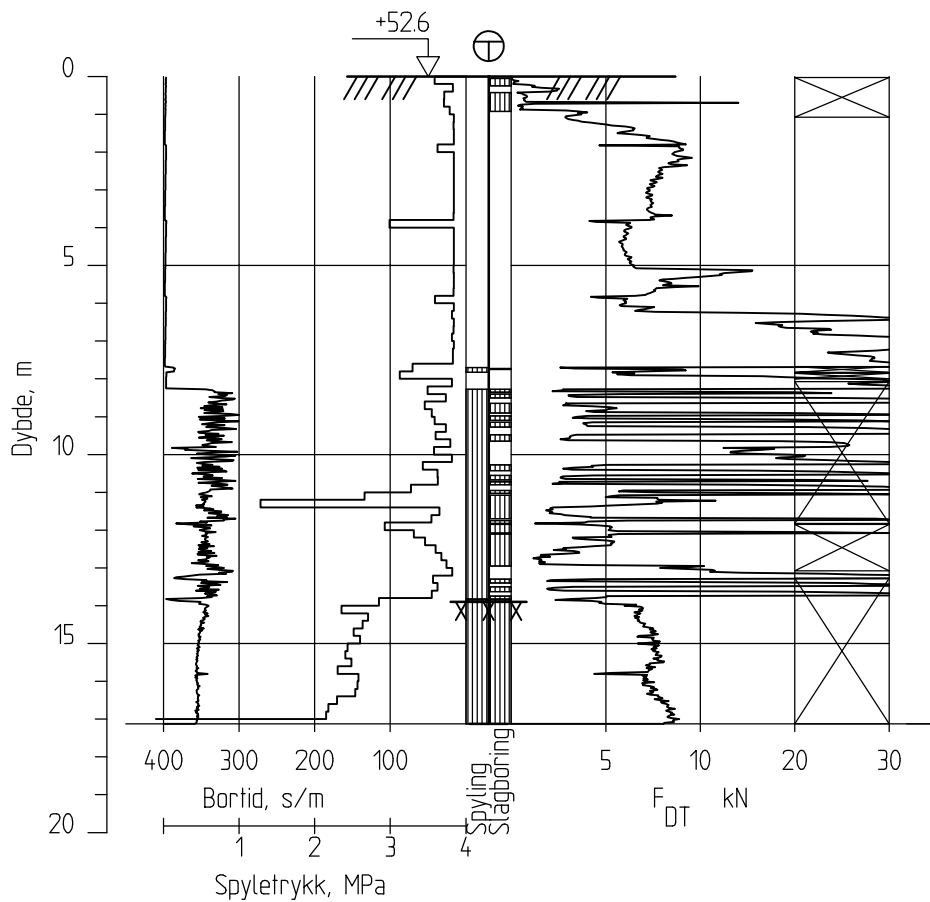 +52.6
0
5
10
15
20
Dybde, m
400 300 200 100
5 10 20 30
Bortid, s/m
Spyling
Slagboring
F DT kN
1 2 3 4
Spyletrykk, MPa